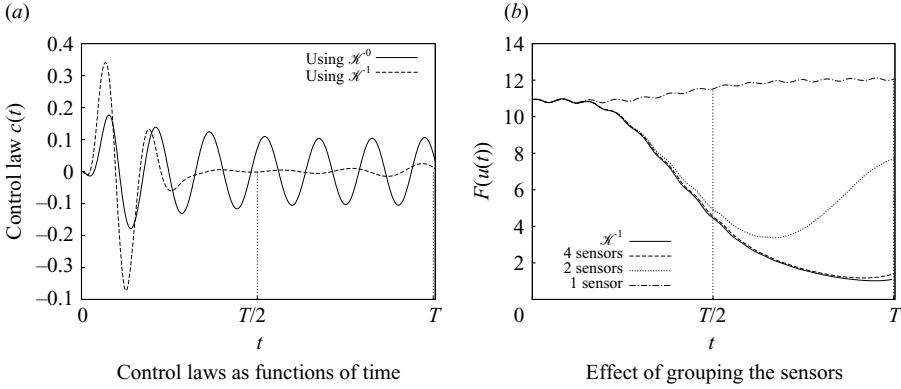 (a)
Control law c(t)
0.4
0.3
0.2
0.1
0
–0.1
–0.2
–0.3
–0.1
Using 𝒦⁰
Using 𝒦¹
0 T/2 T
t
Control laws as functions of time
(b)
F(u(t))
14
12
10
8
6
4
2
𝒦¹
4 sensors
2 sensors
1 sensor
0 T/2 T
t
Effect of grouping the sensors